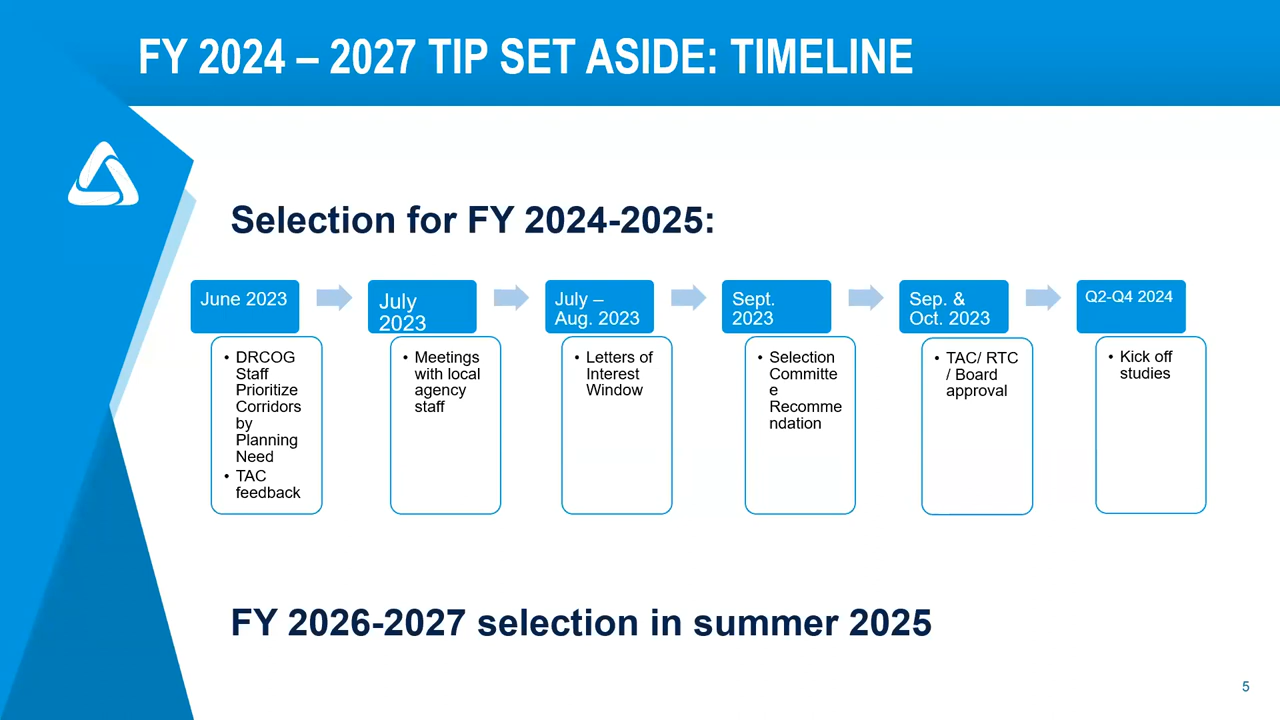 FY 2024 – 2027 TIP SET ASIDE: TIMELINE
Selection for FY 2024-2025:
June 2023
• DRCOG
Staff
Prioritize
Corridors
by
Planning
Need
• TAC
feedback
July
2023
• Meetings
with local
agency
staff
July –
Aug. 2023
• Letters of
Interest
Window
Sept.
2023
• Selection
Committe
e
Recomme
ndation
Sep. &
Oct. 2023
• TAC/ RTC
/ Board
approval
Q2-Q4 2024
• Kick off
studies
FY 2026-2027 selection in summer 2025
5